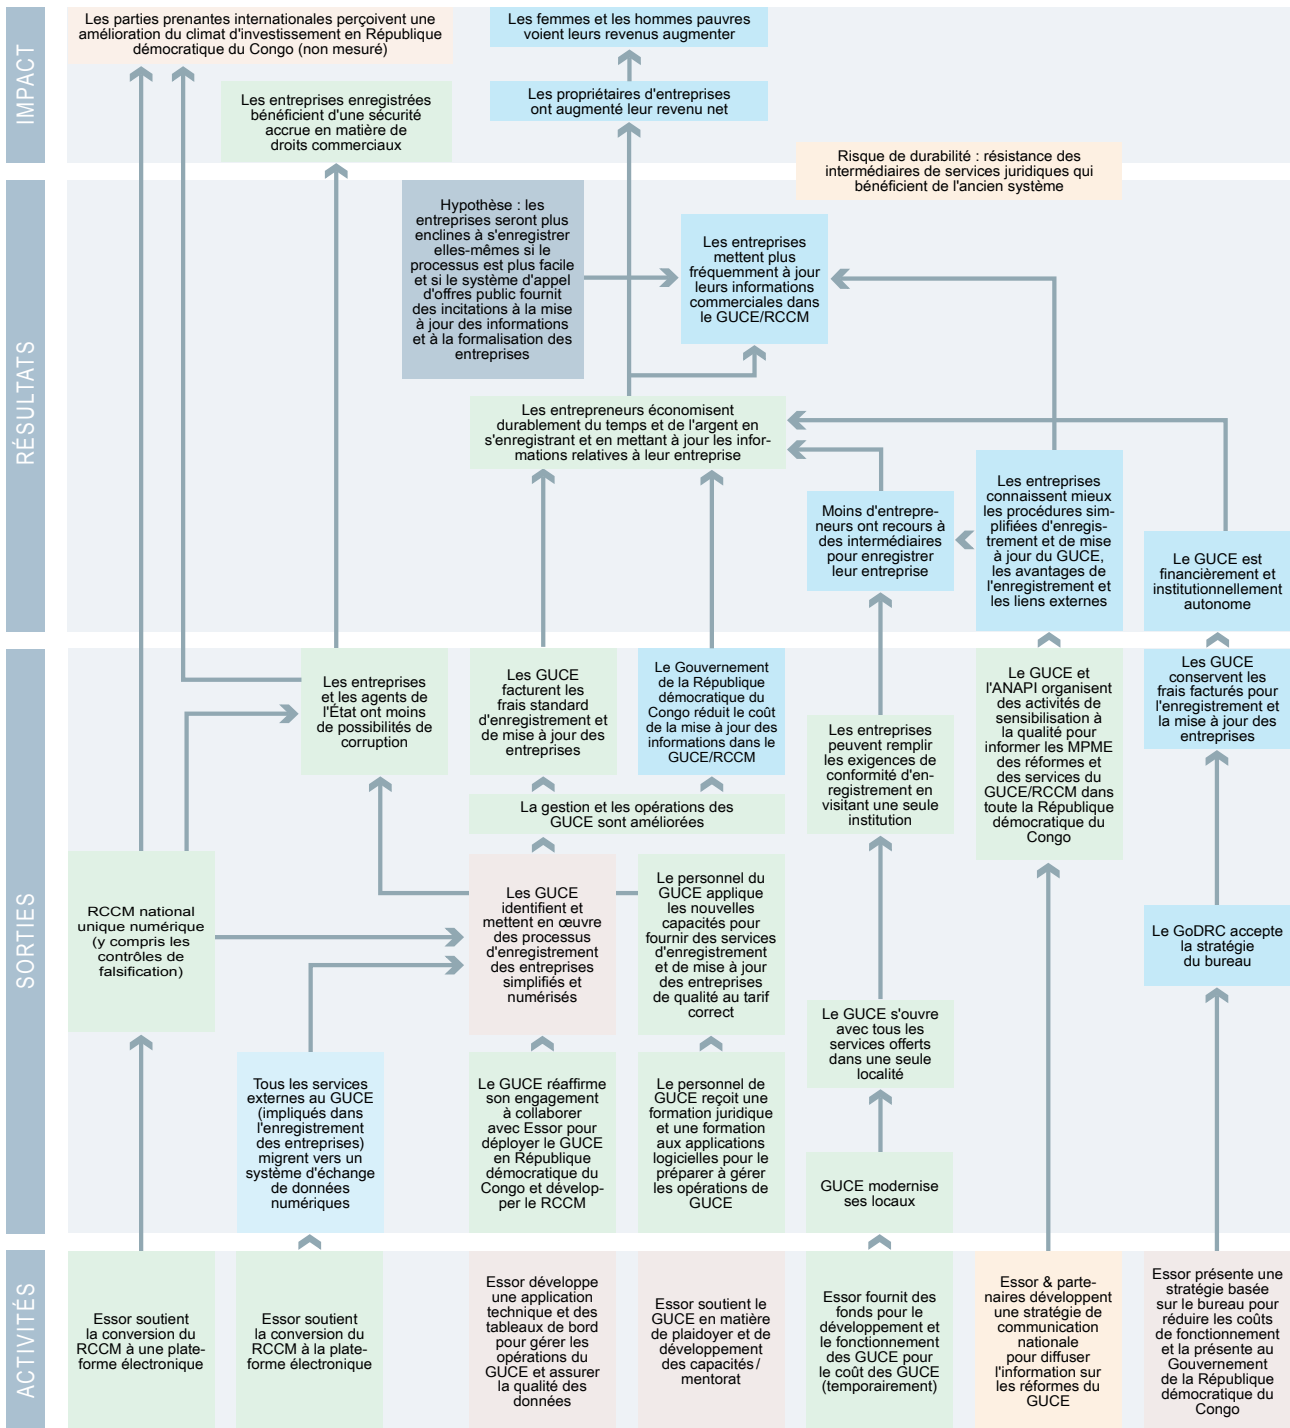 IMPACT
Les parties prenantes internationales perçoivent une
amélioration du climat d'investissement en République
démocratique du Congo (non mesuré)
Les femmes et les hommes pauvres
voient leurs revenus augmenter
Les entreprises enregistrées
bénéficient d'une sécurité
accrue en matière de
droits commerciaux
Les propriétaires d'entreprises
ont augmenté leur revenu net
Risque de durabilité : résistance des
intermédiaires de services juridiques qui
bénéficient de l'ancien système
RÉSULTATS
Hypothèse : les
entreprises seront plus
enclines à s'enregistrer
elles-mêmes si le
processus est plus facile
et si le système d'appel
d'offres public fournit
des incitations à la mise
à jour des informations
et à la formalisation des
entreprises
Les entreprises
mettent plus
fréquemment à jour
leurs informations
commerciales dans
le GUCE/RCCM
Les entrepreneurs économisent
durablement du temps et de l'argent en
s'enregistrant et en mettant à jour les infor-
mations relatives à leur entreprise
Moins d'entrepre-
neurs ont recours à
des intermédiaires
pour enregistrer
leur entreprise
Les entreprises
connaissent mieux
les procédures sim-
plifiées d'enregis-
trement et de mise
à jour du GUCE,
les avantages de
l'enregistrement et
les liens externes
Le GUCE est
financièrement et
institutionnellement
autonome
SORTIES
Les entreprises
et les agents de
l'État ont moins
de possibilités de
corruption
Les GUCE
facturent les
frais standard
d'enregistrement et
de mise à jour des
entreprises
Le Gouvernement
de la République
démocratique du
Congo réduit le coût
de la mise à jour des
informations dans le
GUCE/RCCM
Les entreprises
peuvent remplir
les exigences de
conformité d'en-
registrement en
visitant une seule
institution
Le GUCE et
l'ANAPI organisent
des activités de
sensibilisation à
la qualité pour
informer les MPME
des réformes et
des services du
GUCE/RCCM dans
toute la République
démocratique du
Congo
Les GUCE
conservent les
frais facturés pour
l'enregistrement et
la mise à jour des
entreprises
La gestion et les opérations des
GUCE sont améliorées
RCCM national
unique numérique
(y compris les
contrôles de
falsification)
Les GUCE
identifient et
mettent en œuvre
des processus
d'enregistrement
des entreprises
simplifiés et
numérisés
Le personnel du
GUCE applique
les nouvelles
capacités pour
fournir des services
d'enregistrement
et de mise à jour
des entreprises
de qualité au tarif
correct
Le GoDRC accepte
la stratégie
du bureau
Le GUCE s'ouvre
avec tous les
services offerts
dans une seule
localité
Tous les services
externes au GUCE
(impliqués dans
l'enregistrement
des entreprises)
migrent vers un
système d'échange
de données
numériques
Le GUCE réaffirme
son engagement
à collaborer
avec Essor pour
déployer le GUCE
en République
démocratique du
Congo et dévelop-
per le RCCM
Le personnel de
GUCE reçoit une
formation juridique
et une formation
aux applications
logicielles pour le
préparer à gérer
les opérations de
GUCE
GUCE modernise
ses locaux
ACTIVITÉS
Essor soutient
la conversion du
RCCM à une plate-
forme électronique
Essor soutient
la conversion du
RCCM à la plate-
forme électronique
Essor développe
une application
technique et des
tableaux de bord
pour gérer les
opérations du
GUCE et assurer
la qualité des
données
Essor soutient le
GUCE en matière
de plaidoyer et de
développement
des capacités/
mentorat
Essor fournit des
fonds pour le
développement et
le fonctionnement
des GUCE pour
le coût des GUCE
(temporairement)
Essor & parte-
naires développent
une stratégie de
communication
nationale
pour diffuser
l'information sur
les réformes du
GUCE
Essor présente une
stratégie basée
sur le bureau pour
réduire les coûts
de fonctionnement
et la présente au
Gouvernement
de la République
démocratique du
Congo